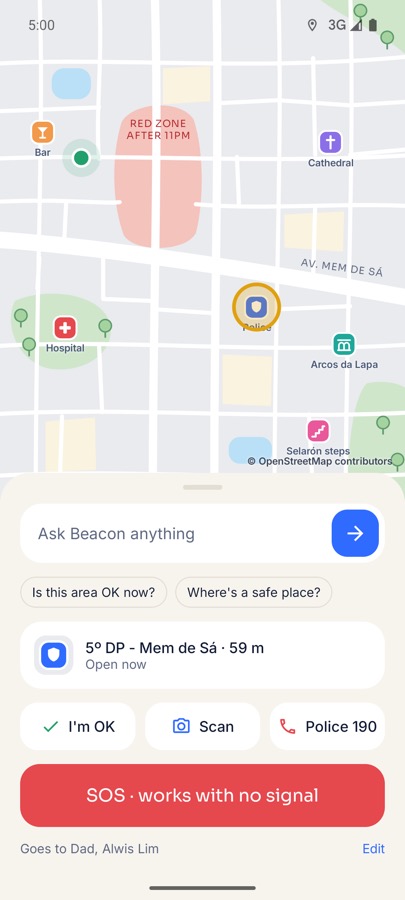 5:00
3G
RED ZONE
AFTER 11PM
Bar
Cathedral
AV. MEM DE SÁ
Police
Hospital
Arcos da Lapa
Selarón steps
© OpenStreetMap contributors
Ask Beacon anything
Is this area OK now?
Where's a safe place?
5º DP - Mem de Sá · 59 m
Open now
I'm OK
Scan
Police 190
SOS · works with no signal
Goes to Dad, Alwis Lim
Edit